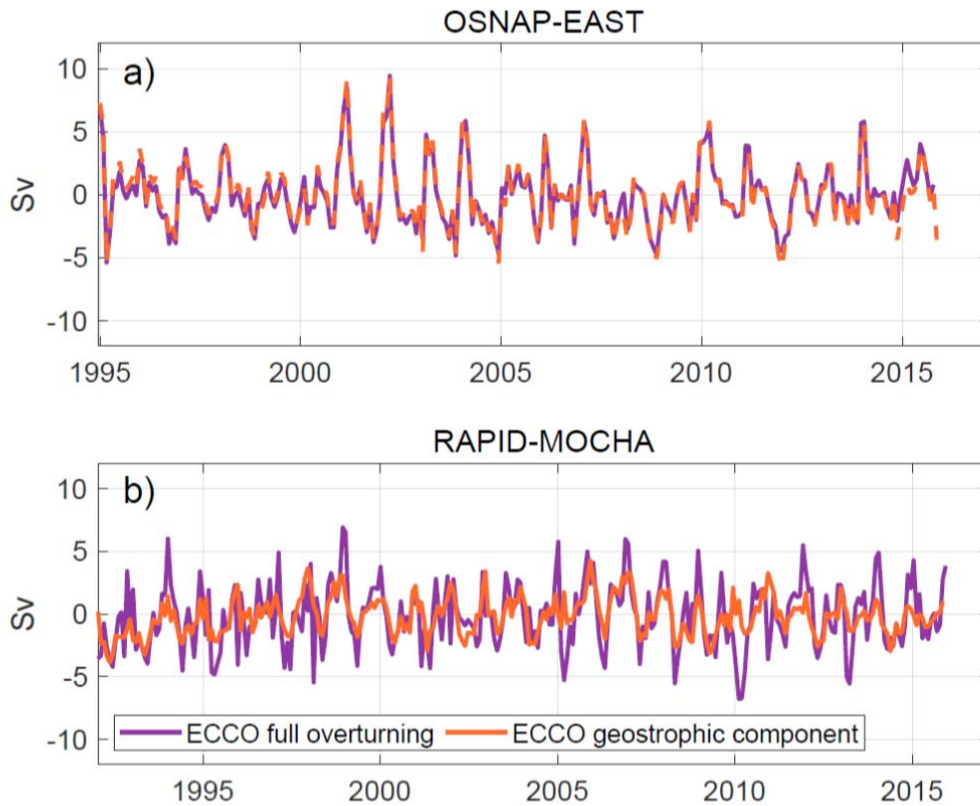 OSNAP-EAST
a)
10
5
0
-5
-10
Sv
1995 2000 2005 2010 2015
RAPID-MOCHA
b)
10
5
0
-5
-10
Sv
ECCO full overturning ECCO geostrophic component
1995 2000 2005 2010 2015